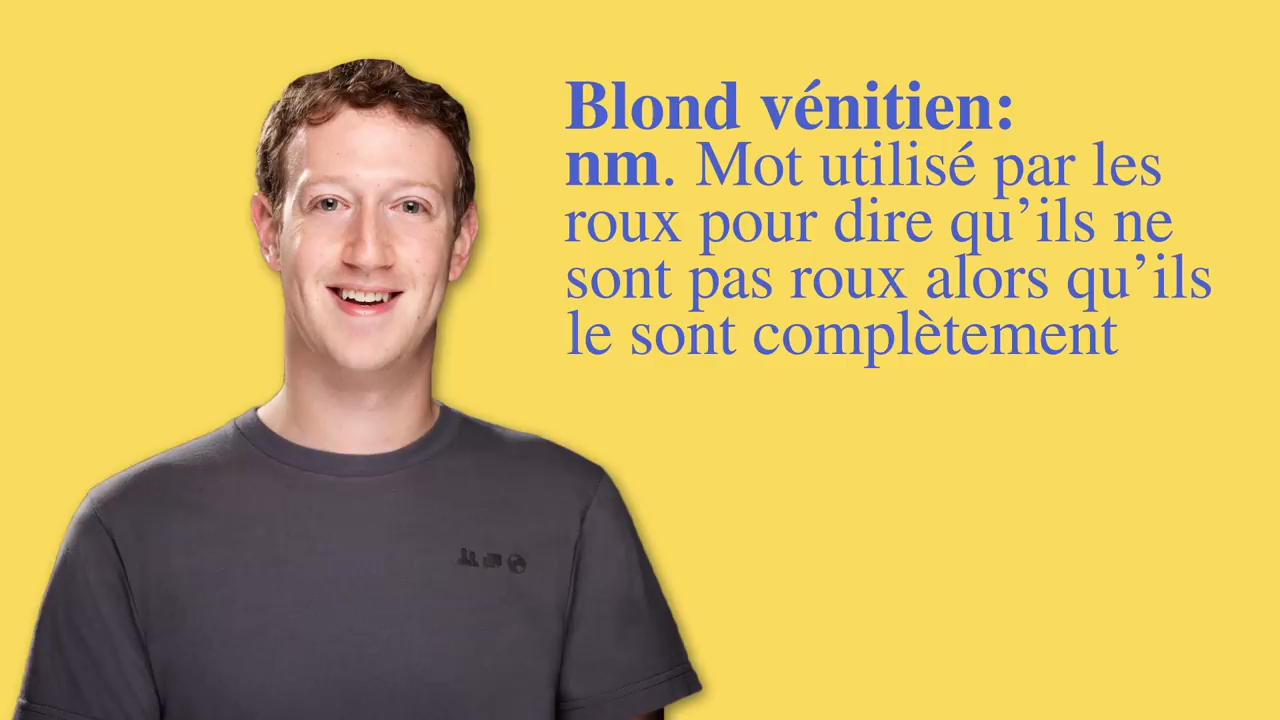 Blond vénitien:
nm. Mot utilisé par les
roux pour dire qu’ils ne
sont pas roux alors qu’ils
le sont complètement